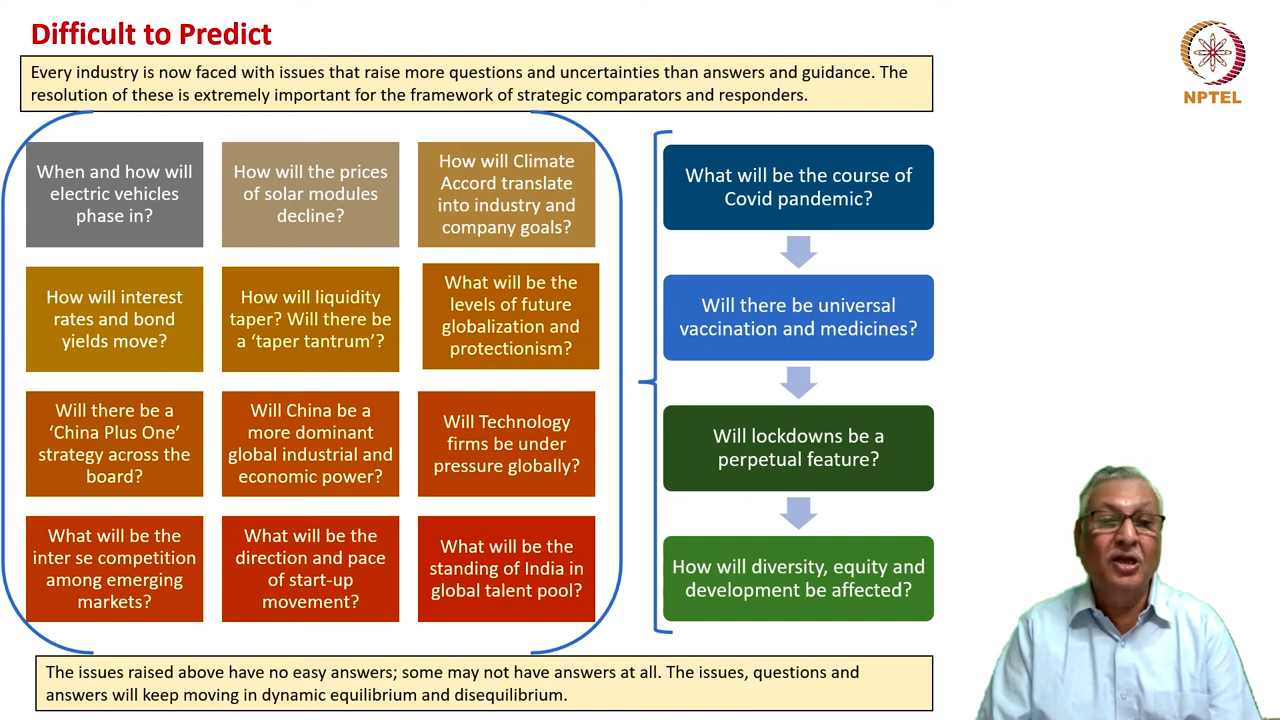 Difficult to Predict
Every industry is now faced with issues that raise more questions and uncertainties than answers and guidance. The
resolution of these is extremely important for the framework of strategic comparators and responders.
NPTEL
When and how will
electric vehicles
phase in?
How will the prices
of solar modules
decline?
How will Climate
Accord translate
into industry and
company goals?
How will interest
rates and bond
yields move?
How will liquidity
taper? Will there be
a ‘taper tantrum’?
What will be the
levels of future
globalization and
protectionism?
Will there be a
‘China Plus One’
strategy across the
board?
Will China be a
more dominant
global industrial and
economic power?
Will Technology
firms be under
pressure globally?
What will be the
inter se competition
among emerging
markets?
What will be the
direction and pace
of start-up
movement?
What will be the
standing of India in
global talent pool?
What will be the course of
Covid pandemic?
Will there be universal
vaccination and medicines?
Will lockdowns be a
perpetual feature?
How will diversity, equity and
development be affected?
The issues raised above have no easy answers; some may not have answers at all. The issues, questions and
answers will keep moving in dynamic equilibrium and disequilibrium.